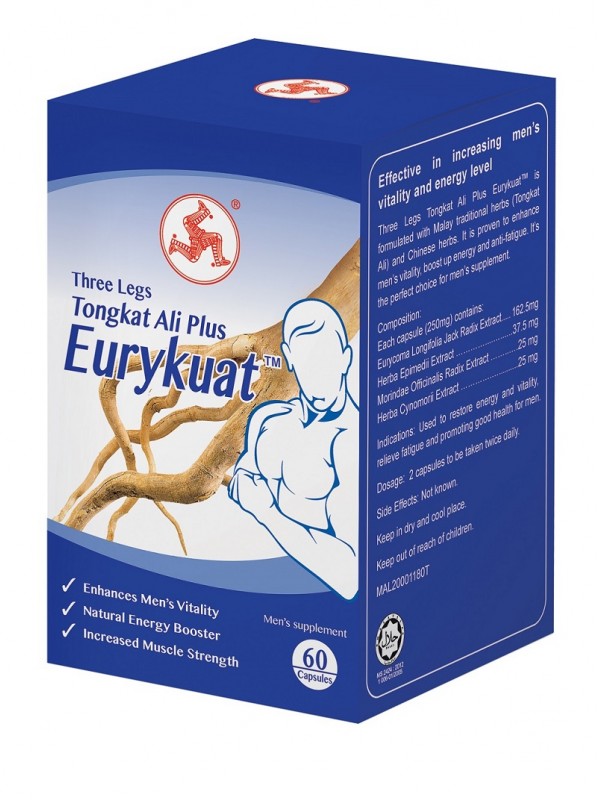 ®
Three Legs
Tongkat Ali Plus
Eurykuat™
✓ Enhances Men's Vitality
✓ Natural Energy Booster
✓ Increased Muscle Strength
Men's supplement
60
Capsules
Effective in increasing men's
vitality and energy level
Three Legs Tongkat Ali Plus Eurykuat™ is
formulated with Malay traditional herbs (Tongkat
Ali) and Chinese herbs. It is proven to enhance
men's vitality, boost up energy and anti-fatigue. It's
the perfect choice for men's supplement.
Composition:
Each capsule (250mg) contains:
Eurycoma Longifolia Jack Radix Extract.... 162.5mg
Herba Epimedii Extract ........................ 37.5 mg
Morindae Officinalis Radix Extract ............ 25 mg
Herba Cynomorii Extract ........................ 25 mg
Indications: Used to restore energy and vitality,
relieve fatigue and promoting good health for men.
Dosage: 2 capsules to be taken twice daily.
Side Effects: Not known.
Keep in dry and cool place.
Keep out of reach of children.
MAL20001180T
حلال